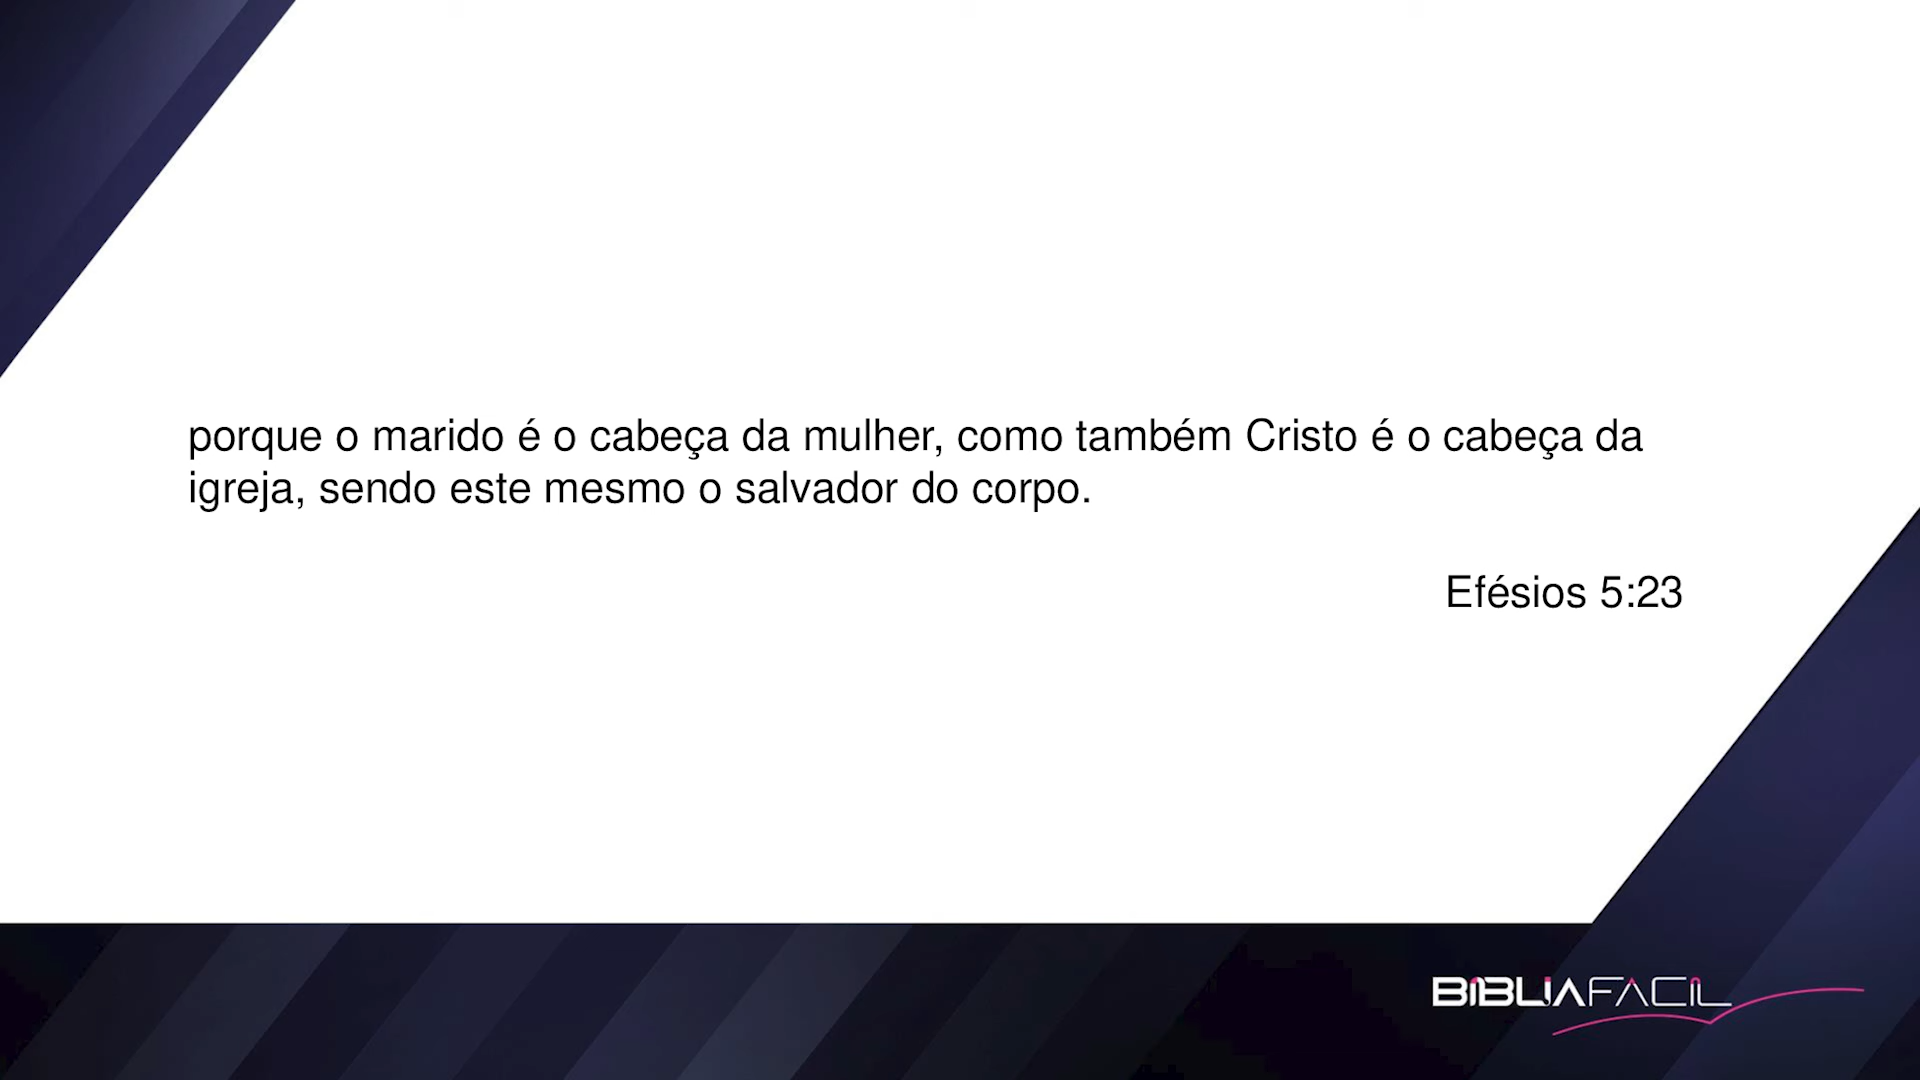 porque o marido é o cabeça da mulher, como também Cristo é o cabeça da
igreja, sendo este mesmo o salvador do corpo.
Efésios 5:23
BIBLIAFACIL